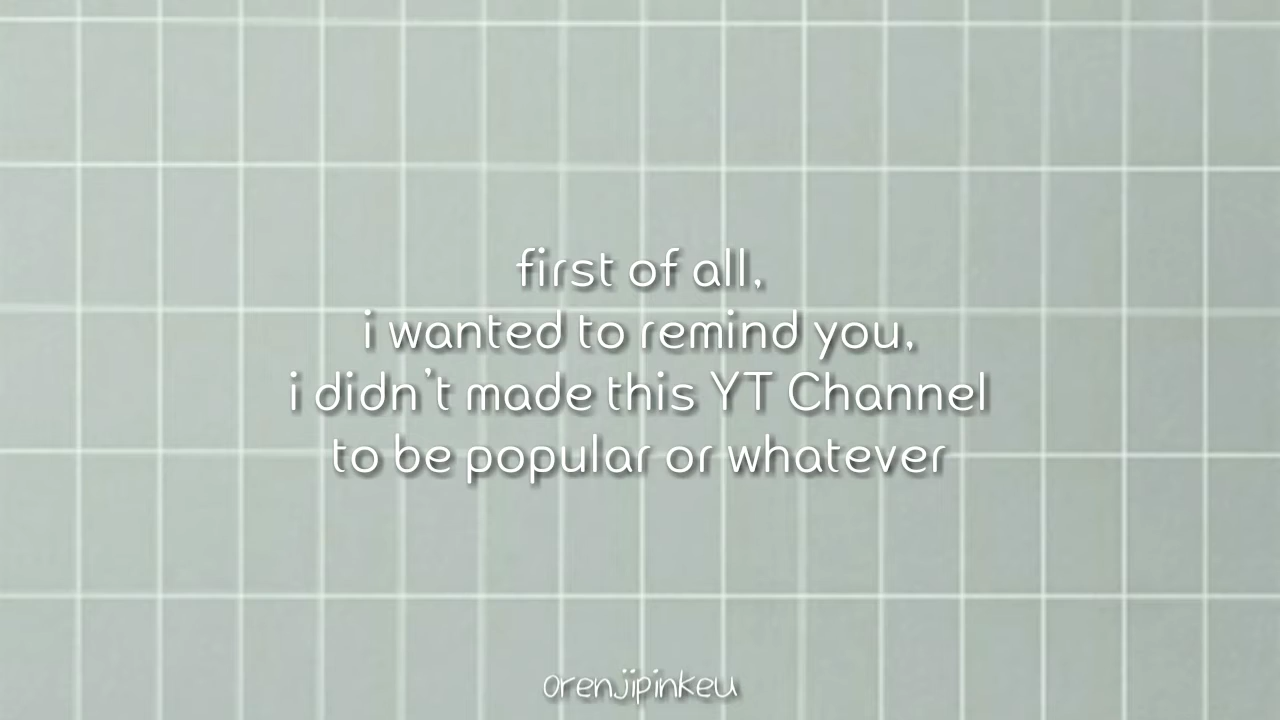 first of all,
i wanted to remind you,
i didn't made this YT Channel
to be popular or whatever
orenjipinkeu